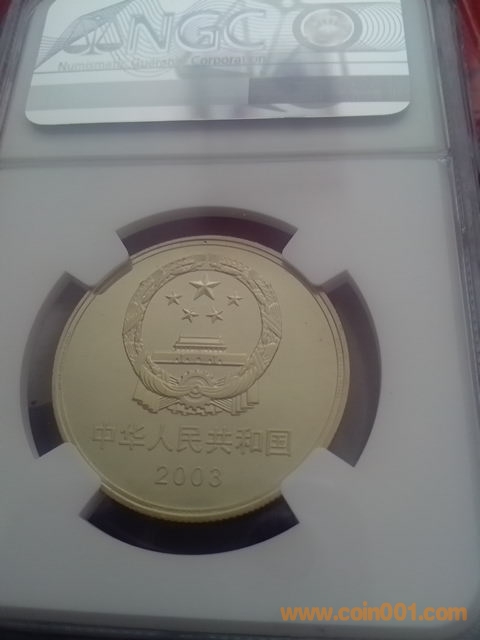 NGC
Numismatic Guaranty Corporation
中华人民共和国
2003
www.coin001.com